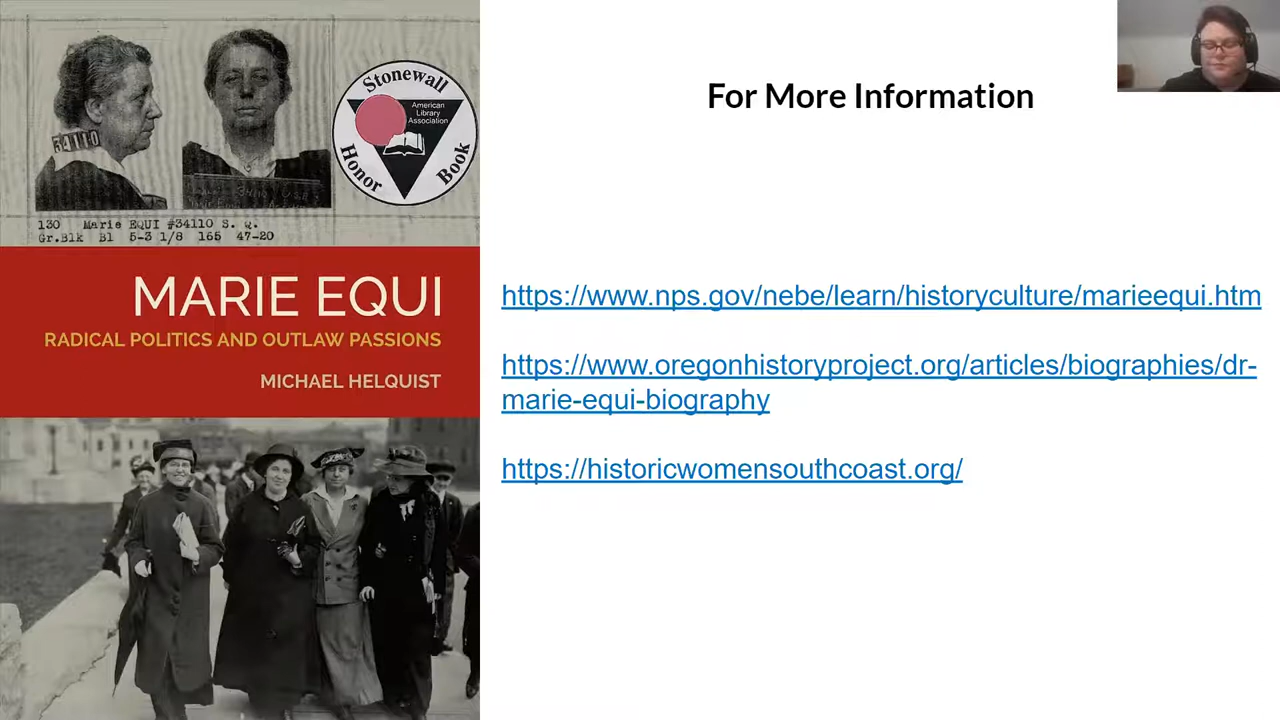 34110
Stonewall
American
Library
Association
Honor
Book
130 Marie EQUI #34110 S. Q.
Gr.Blk Bl 5-3 1/8 165 47-20
MARIE EQUI
RADICAL POLITICS AND OUTLAW PASSIONS
MICHAEL HELQUIST
For More Information
https://www.nps.gov/nebe/learn/historyculture/marieequi.htm
https://www.oregonhistoryproject.org/articles/biographies/dr-
marie-equi-biography
https://historicwomensouthcoast.org/